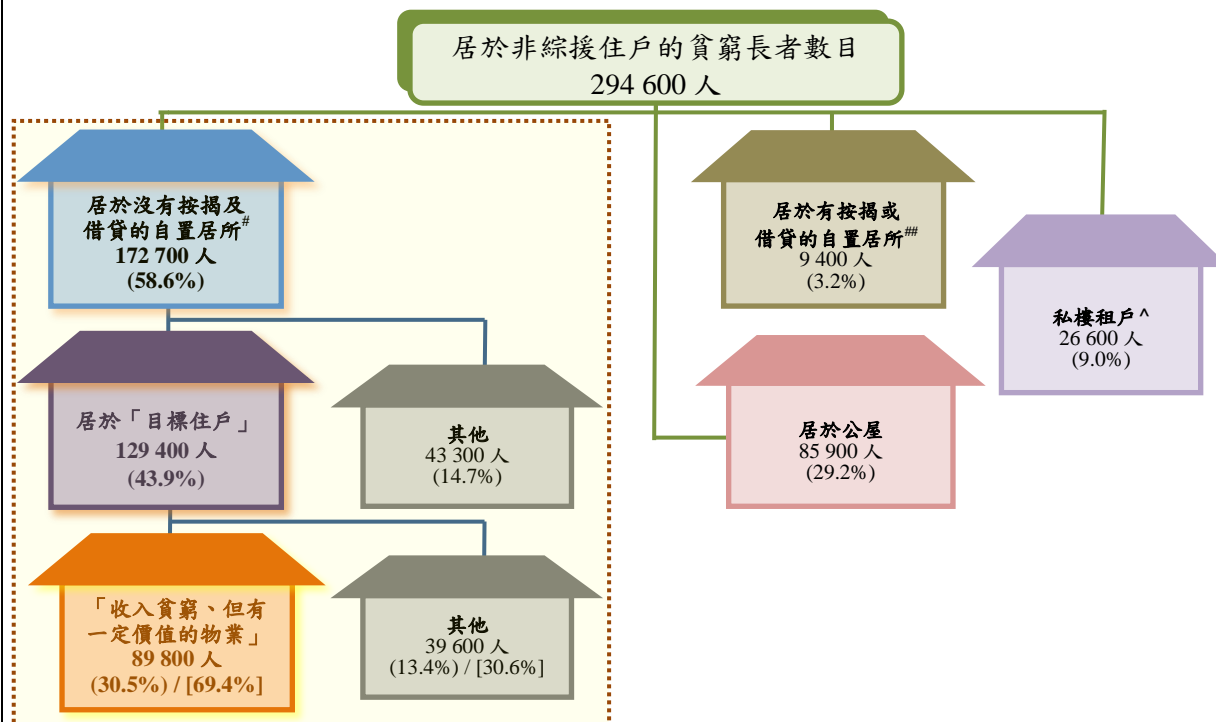 居於非綜援住戶的貧窮長者數目
294 600 人
居於沒有按揭及
借貸的自置居所#
172 700 人
(58.6%)
居於有按揭或
借貸的自置居所##
9 400 人
(3.2%)
私樓租戶^
26 600 人
(9.0%)
居於「目標住戶」
129 400 人
(43.9%)
其他
43 300 人
(14.7%)
居於公屋
85 900 人
(29.2%)
「收入貧窮、但有
一定價值的物業」
89 800 人
(30.5%) / [69.4%]
其他
39 600 人
(13.4%) / [30.6%]